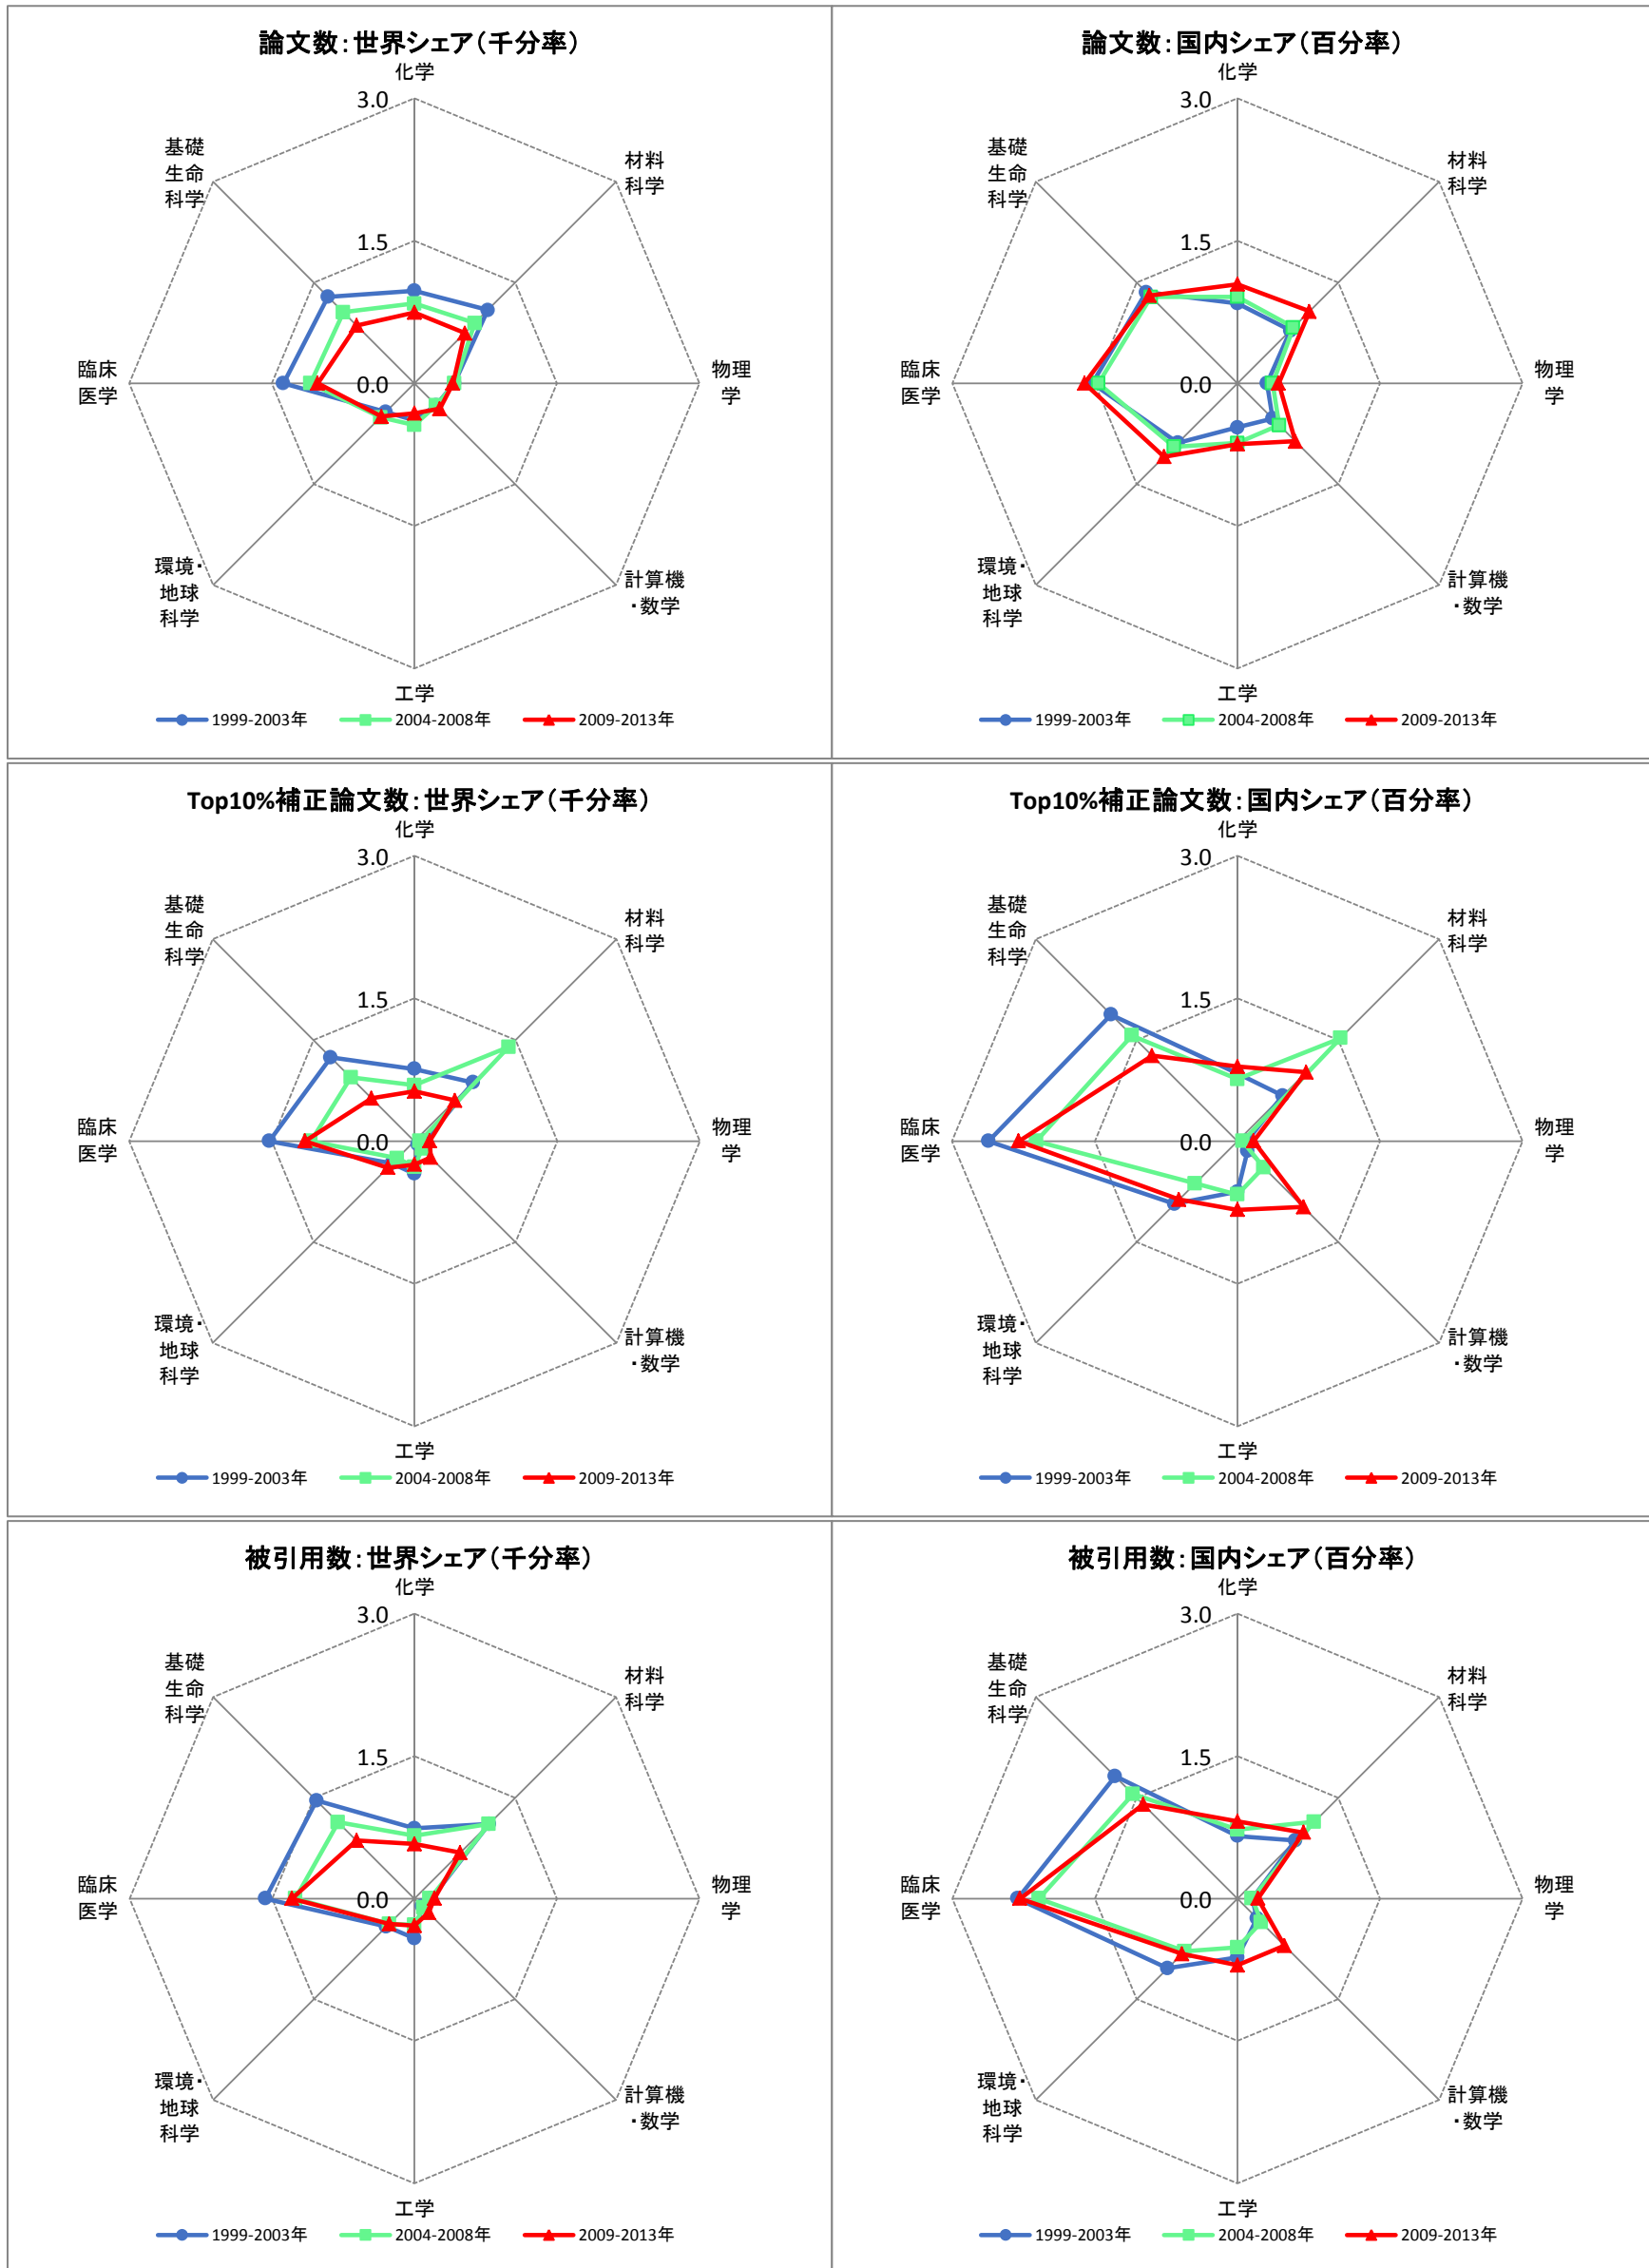 論文数：世界シェア（千分率）
化学
3.0
基礎
生命
科学
材料
科学
1.5
臨床
医学
0.0
物理
学
環境・
地球
科学
計算機
・数学
工学
1999-2003年 2004-2008年 2009-2013年
論文数：国内シェア（百分率）
化学
3.0
基礎
生命
科学
材料
科学
1.5
臨床
医学
0.0
物理
学
環境・
地球
科学
計算機
・数学
工学
1999-2003年 2004-2008年 2009-2013年
Top10%補正論文数：世界シェア（千分率）
化学
3.0
基礎
生命
科学
材料
科学
1.5
臨床
医学
0.0
物理
学
環境・
地球
科学
計算機
・数学
工学
1999-2003年 2004-2008年 2009-2013年
Top10%補正論文数：国内シェア（百分率）
化学
3.0
基礎
生命
科学
材料
科学
1.5
臨床
医学
0.0
物理
学
環境・
地球
科学
計算機
・数学
工学
1999-2003年 2004-2008年 2009-2013年
被引用数：世界シェア（千分率）
化学
3.0
基礎
生命
科学
材料
科学
1.5
臨床
医学
0.0
物理
学
環境・
地球
科学
計算機
・数学
工学
1999-2003年 2004-2008年 2009-2013年
被引用数：国内シェア（百分率）
化学
3.0
基礎
生命
科学
材料
科学
1.5
臨床
医学
0.0
物理
学
環境・
地球
科学
計算機
・数学
工学
1999-2003年 2004-2008年 2009-2013年